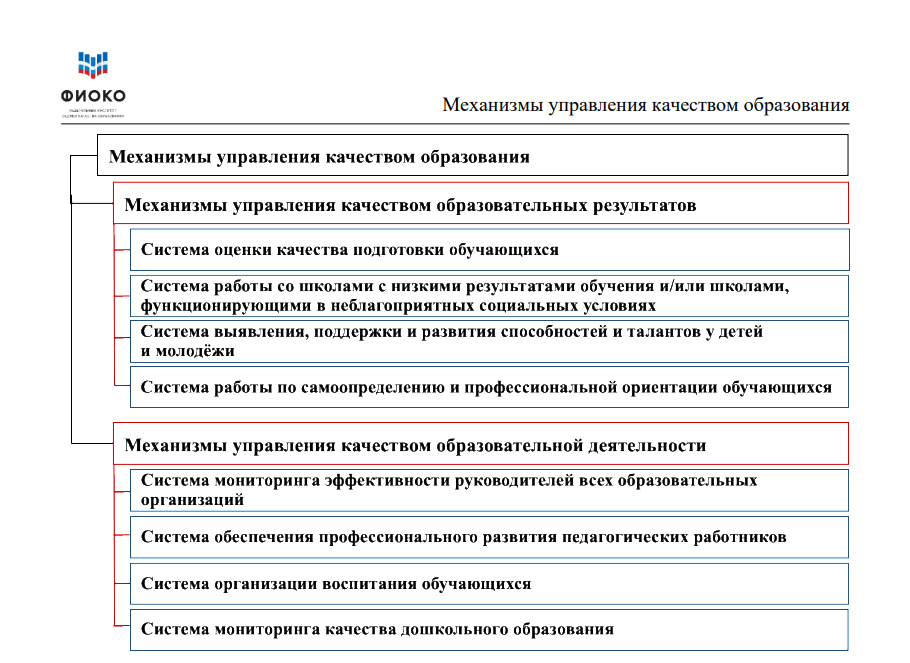 ФИОКО
Механизмы управления качеством образования
Механизмы управления качеством образования
Механизмы управления качеством образовательных результатов
Система оценки качества подготовки обучающихся
Система работы со школами с низкими результатами обучения и/или школами,
функционирующими в неблагоприятных социальных условиях
Система выявления, поддержки и развития способностей и талантов у детей
и молодёжи
Система работы по самоопределению и профессиональной ориентации обучающихся
Механизмы управления качеством образовательной деятельности
Система мониторинга эффективности руководителей всех образовательных
организаций
Система обеспечения профессионального развития педагогических работников
Система организации воспитания обучающихся
Система мониторинга качества дошкольного образования